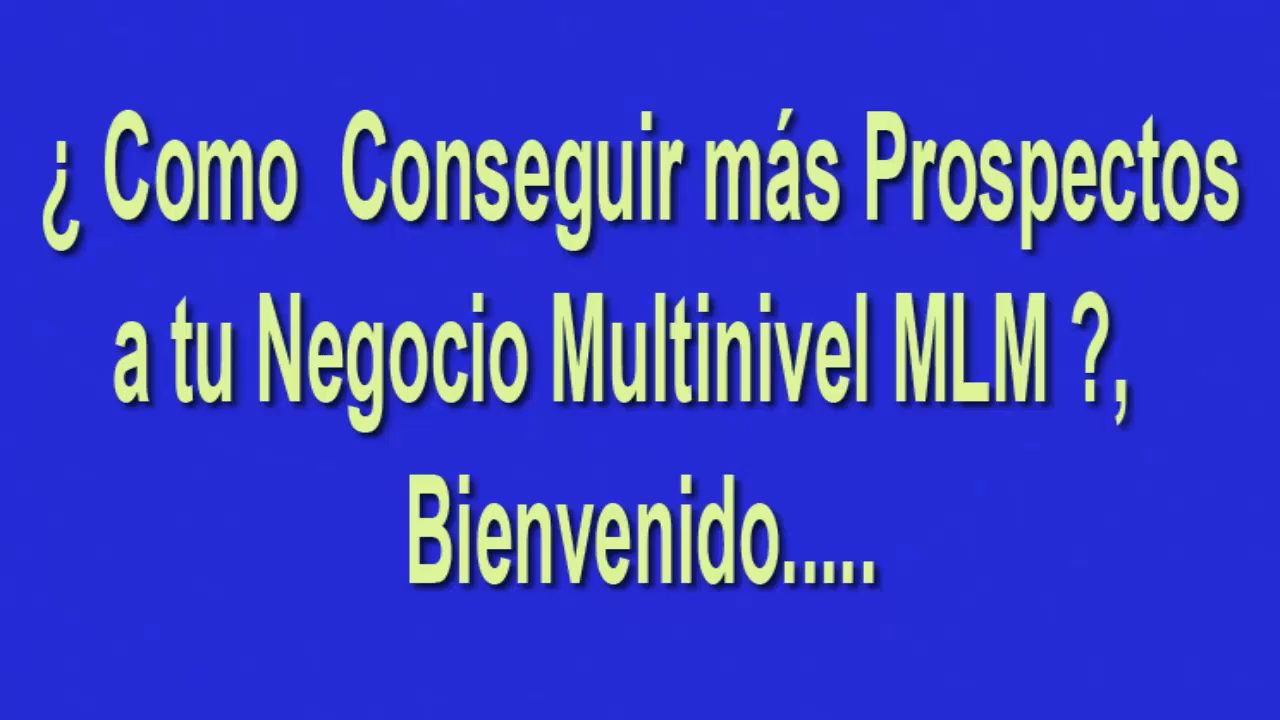 ¿ Como  Conseguir más Prospectos
a tu Negocio Multinivel MLM ?,
Bienvenido.....